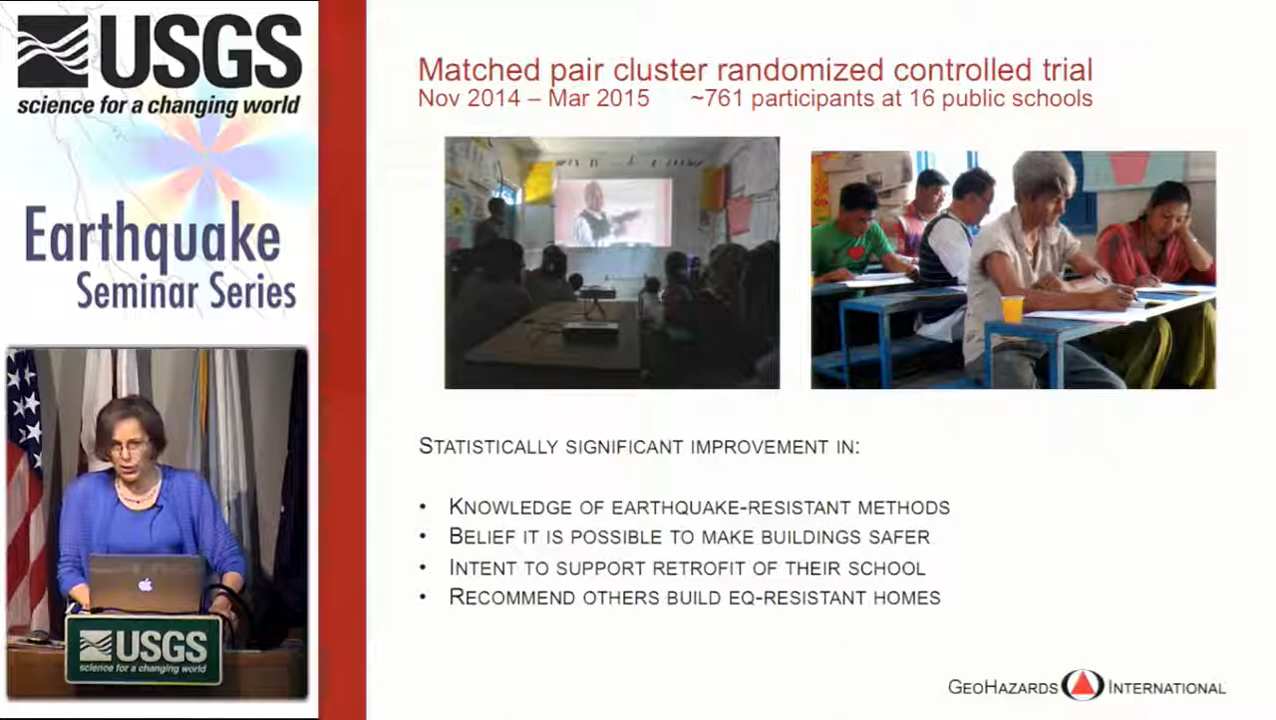 USGS
science for a changing world
Earthquake
Seminar Series
USGS
science for a changing world
Matched pair cluster randomized controlled trial
Nov 2014 – Mar 2015 ~761 participants at 16 public schools
STATISTICALLY SIGNIFICANT IMPROVEMENT IN:
• KNOWLEDGE OF EARTHQUAKE-RESISTANT METHODS
• BELIEF IT IS POSSIBLE TO MAKE BUILDINGS SAFER
• INTENT TO SUPPORT RETROFIT OF THEIR SCHOOL
• RECOMMEND OTHERS BUILD EQ-RESISTANT HOMES
GEOHAZARDS INTERNATIONAL